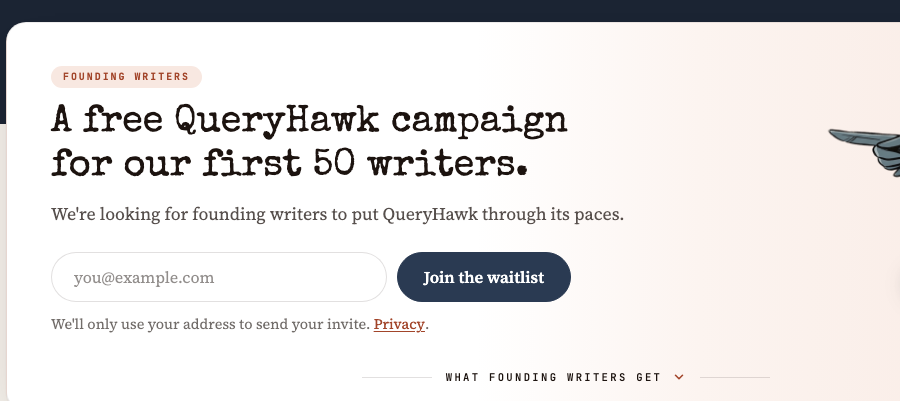 FOUNDING WRITERS
A free QueryHawk campaign
for our first 50 writers.
We're looking for founding writers to put QueryHawk through its paces.
you@example.com
Join the waitlist
We'll only use your address to send your invite. Privacy.
WHAT FOUNDING WRITERS GET